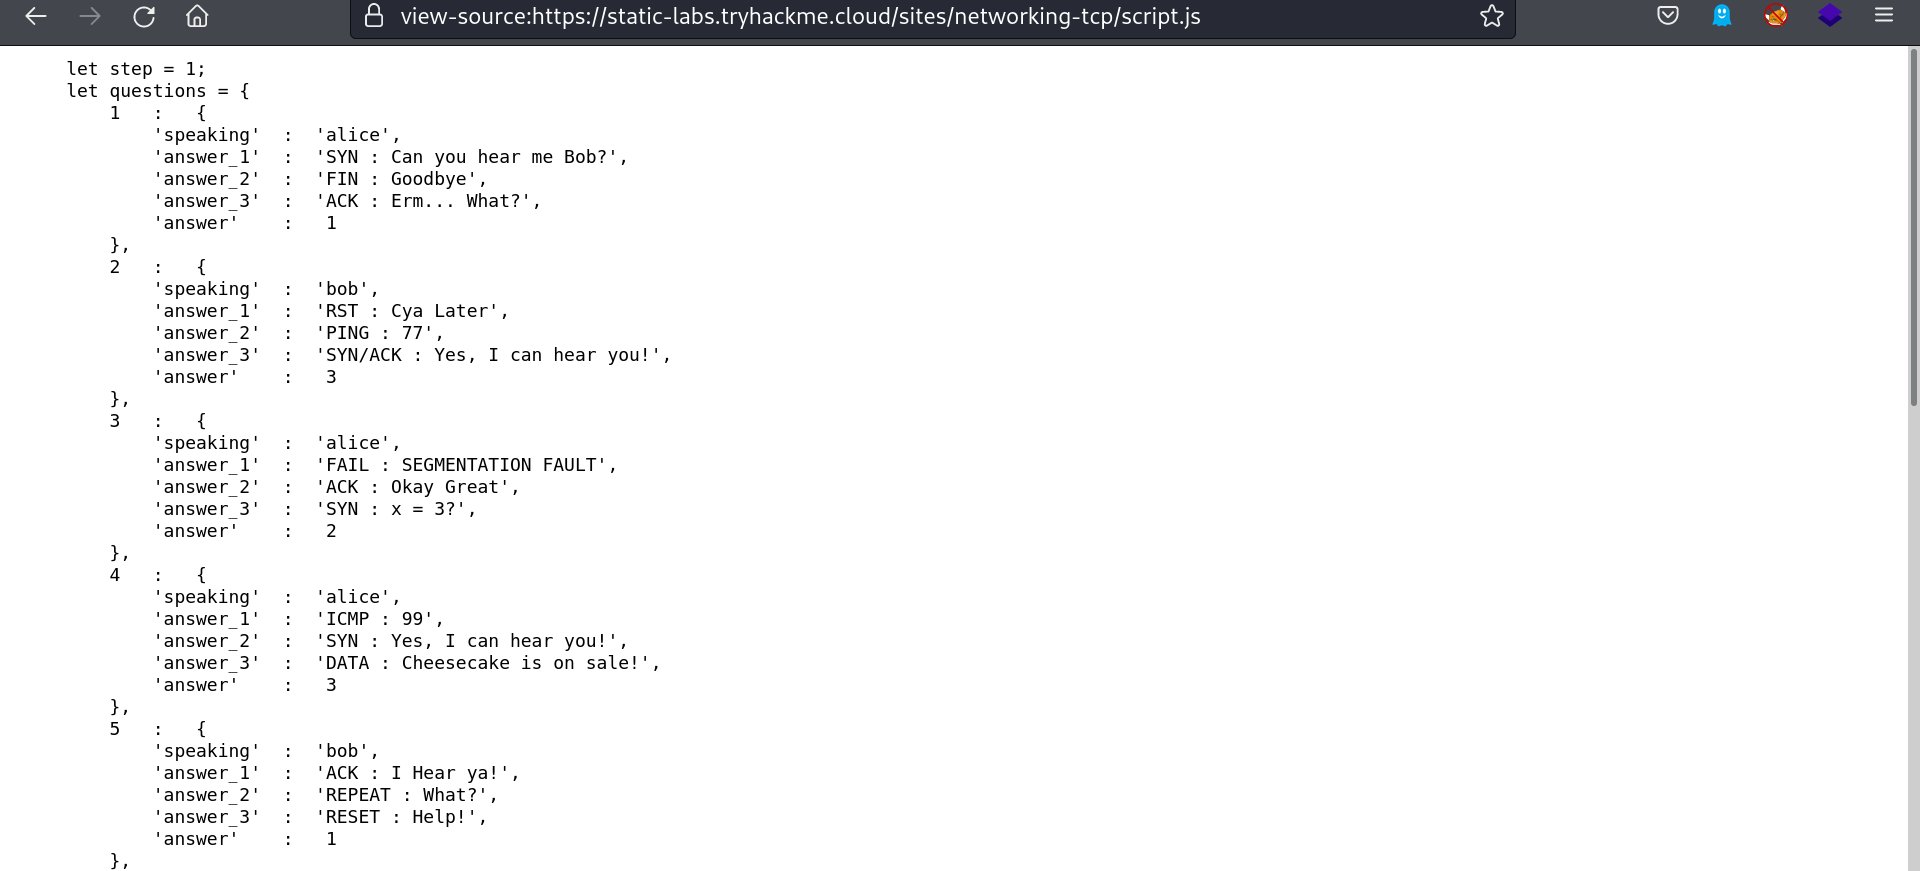 view-source:https://static-labs.tryhackme.cloud/sites/networking-tcp/script.js
let step = 1;
let questions = {
    1   :   {
        'speaking'  :  'alice',
        'answer_1'  :  'SYN : Can you hear me Bob?',
        'answer_2'  :  'FIN : Goodbye',
        'answer_3'  :  'ACK : Erm... What?',
        'answer'    :   1
    },
    2   :   {
        'speaking'  :  'bob',
        'answer_1'  :  'RST : Cya Later',
        'answer_2'  :  'PING : 77',
        'answer_3'  :  'SYN/ACK : Yes, I can hear you!',
        'answer'    :   3
    },
    3   :   {
        'speaking'  :  'alice',
        'answer_1'  :  'FAIL : SEGMENTATION FAULT',
        'answer_2'  :  'ACK : Okay Great',
        'answer_3'  :  'SYN : x = 3?',
        'answer'    :   2
    },
    4   :   {
        'speaking'  :  'alice',
        'answer_1'  :  'ICMP : 99',
        'answer_2'  :  'SYN : Yes, I can hear you!',
        'answer_3'  :  'DATA : Cheesecake is on sale!',
        'answer'    :   3
    },
    5   :   {
        'speaking'  :  'bob',
        'answer_1'  :  'ACK : I Hear ya!',
        'answer_2'  :  'REPEAT : What?',
        'answer_3'  :  'RESET : Help!',
        'answer'    :   1
    },